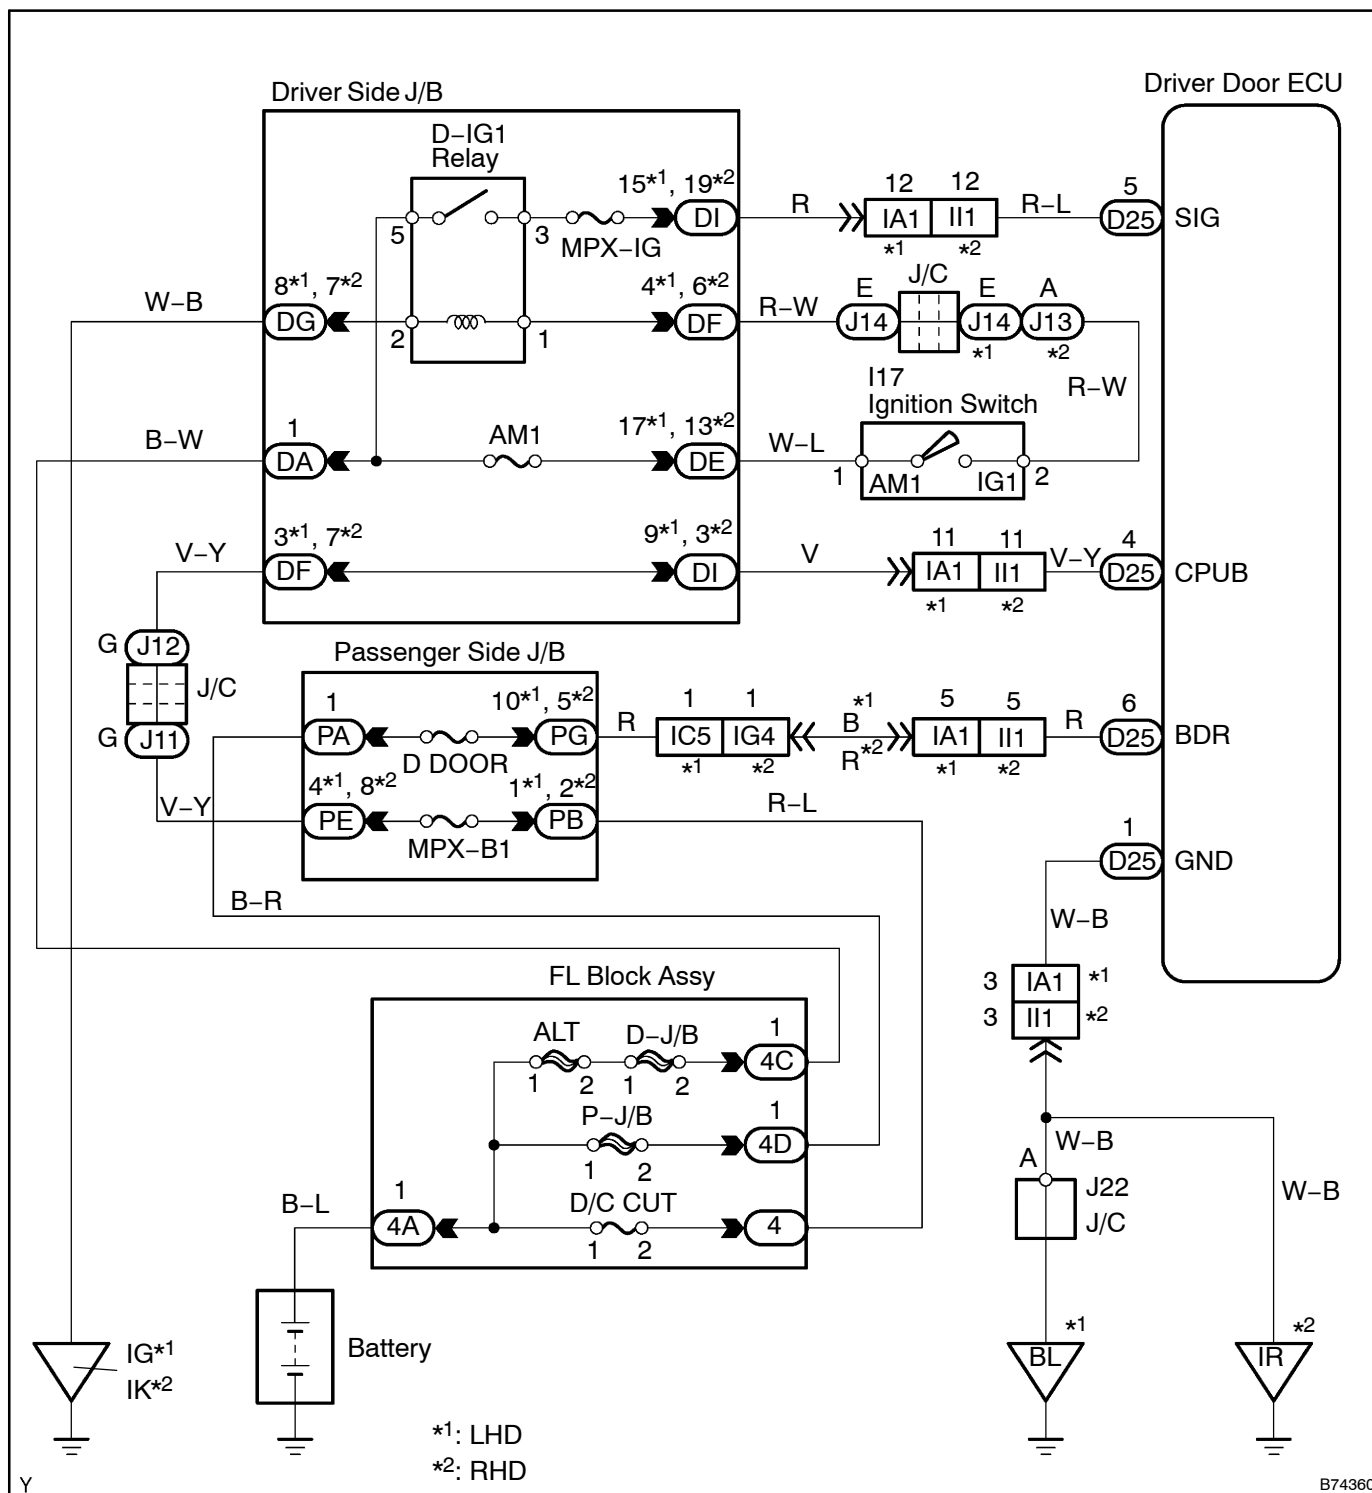 Driver Side J/B
Driver Door ECU
D−IG1
Relay
15*1, 19*2
12 12
5
R
R−L
DI
IA1 II1
D25
SIG
5
3
MPX−IG
*1 *2
J/C
8*1, 7*2
4*1, 6*2
W−B
R−W
E
E
A
DG
DF
J14
J14
J13
2
1
*1
*2
I17
R−W
Ignition Switch
1
AM1
17*1, 13*2
B−W
W−L
DA
DE
1
AM1
IG1
2
3*1, 7*2
9*1, 3*2
11 11
4
V−Y
V
V−Y
DF
DI
IA1 II1
D25
CPUB
*1 *2
G
J12
Passenger Side J/B
J/C
1
10*1, 5*2
1 1
*1
5 5
6
G
J11
PA
PG
R
IC5 IG4
B
IA1 II1
R
D25
BDR
D DOOR
*1 *2
R*2
*1 *2
4*1, 8*2
1*1, 2*2
V−Y
R−L
PE
PB
MPX−B1
1
D25
GND
B−R
W−B
FL Block Assy
3 IA1 *1
3 II1 *2
ALT
D−J/B
1
4C
1 2
1 2
P−J/B
1
4D
W−B
1 2
A
J22
J/C
W−B
1
D/C CUT
B−L
4A
4
1 2
Battery
*1
*2
IG*1
IK*2
BL
IR
*1: LHD
*2: RHD
Y
B74360